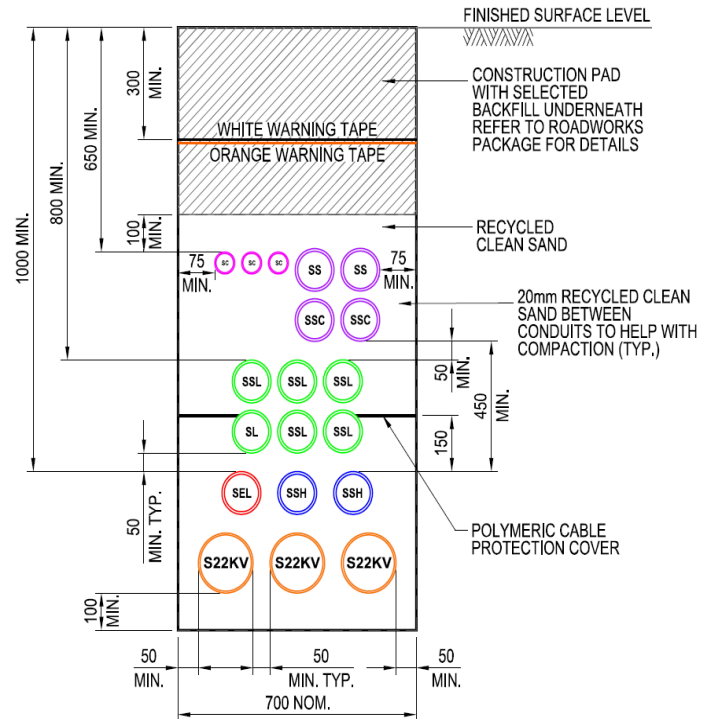 FINISHED SURFACE LEVEL
300
MIN.
CONSTRUCTION PAD
WITH SELECTED
BACKFILL UNDERNEATH
REFER TO ROADWORKS
PACKAGE FOR DETAILS
WHITE WARNING TAPE
ORANGE WARNING TAPE
650 MIN.
800 MIN.
1000 MIN.
100
MIN.
RECYCLED
CLEAN SAND
75
MIN.
SC SC SC SS SS
75
MIN.
SSC SSC
20mm RECYCLED CLEAN
SAND BETWEEN
CONDUITS TO HELP WITH
COMPACTION (TYP.)
50
MIN.
450
MIN.
SSL SSL SSL
150
SL SSL SSL
SEL SSH SSH
50
MIN. TYP.
POLYMERIC CABLE
PROTECTION COVER
S22KV S22KV S22KV
100
MIN.
50
MIN.
50
MIN. TYP.
50
MIN.
700 NOM.